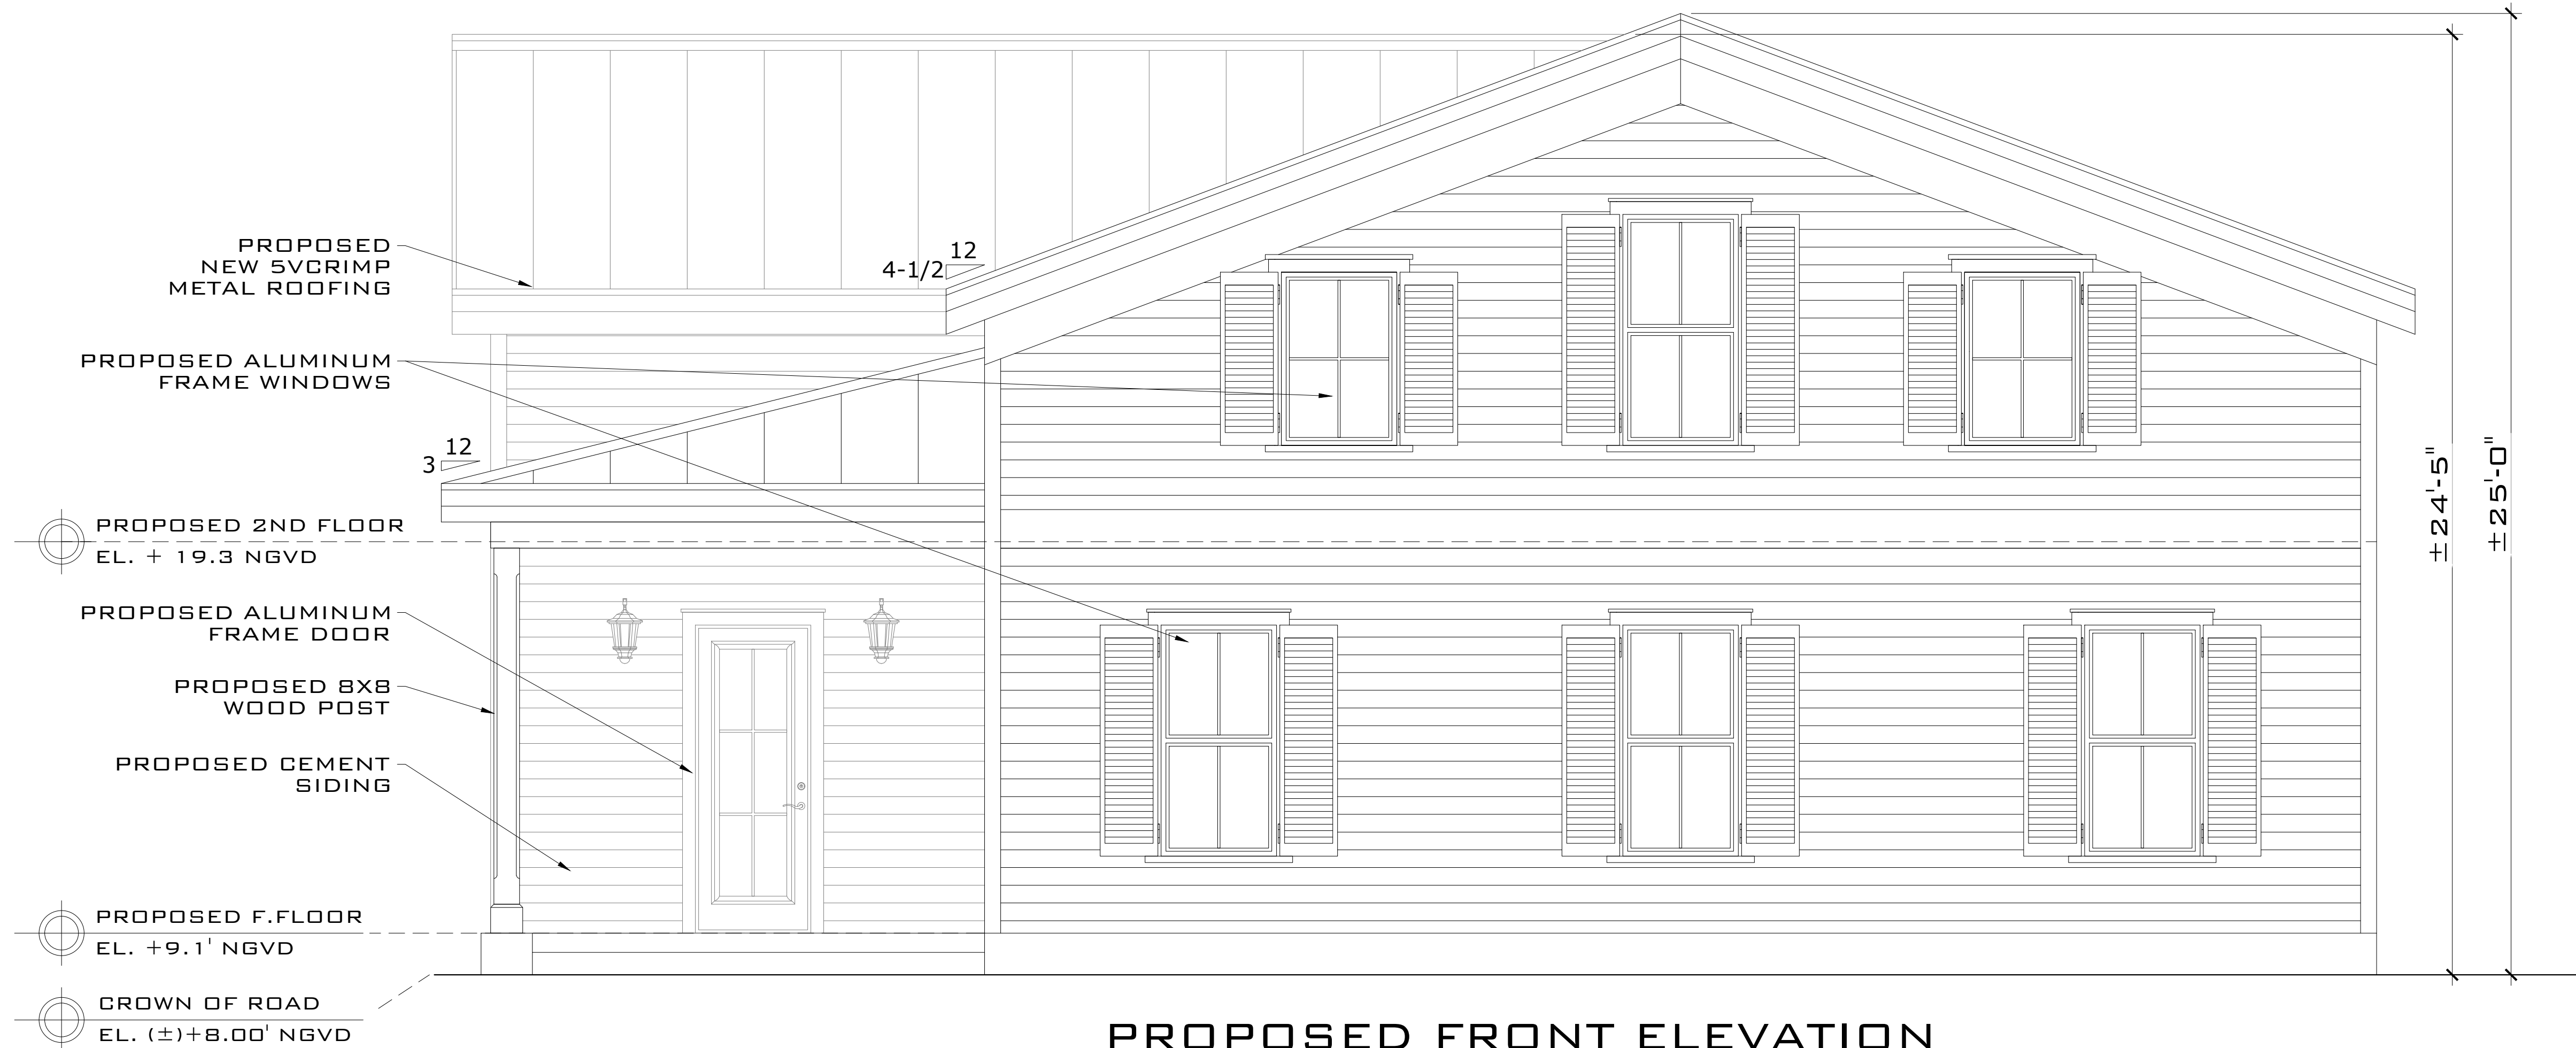 PROPOSED
NEW 5VCRIMP
METAL ROOFING
12
4-1/2
PROPOSED ALUMINUM
FRAME WINDOWS
12
3
PROPOSED 2ND FLOOR
EL. + 19.3 NGVD
PROPOSED ALUMINUM
FRAME DOOR
PROPOSED 8X8
WOOD POST
PROPOSED CEMENT
SIDING
PROPOSED F.FLOOR
EL. +9.1' NGVD
CROWN OF ROAD
EL. (±)+8.00' NGVD
±24'-5"
±25'-0"
PROPOSED FRONT ELEVATION